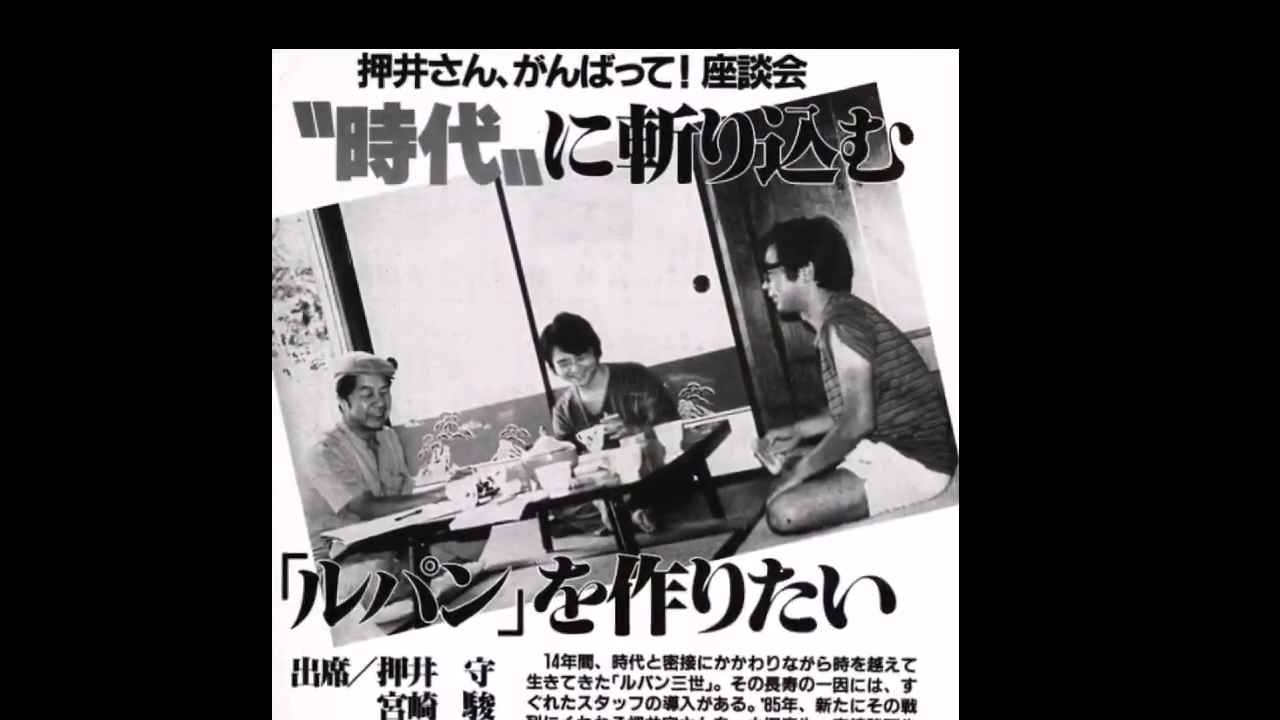 押井さん、がんばって！座談会
〝時代〟に斬り込む
「ルパン」を作りたい
出席／押井 守
宮崎 駿
14年間、時代と密接にかかわりながら時を越えて
生きてきた「ルパン三世」。その長寿の一因には、す
ぐれたスタッフの導入がある。'85年、新たにその戦